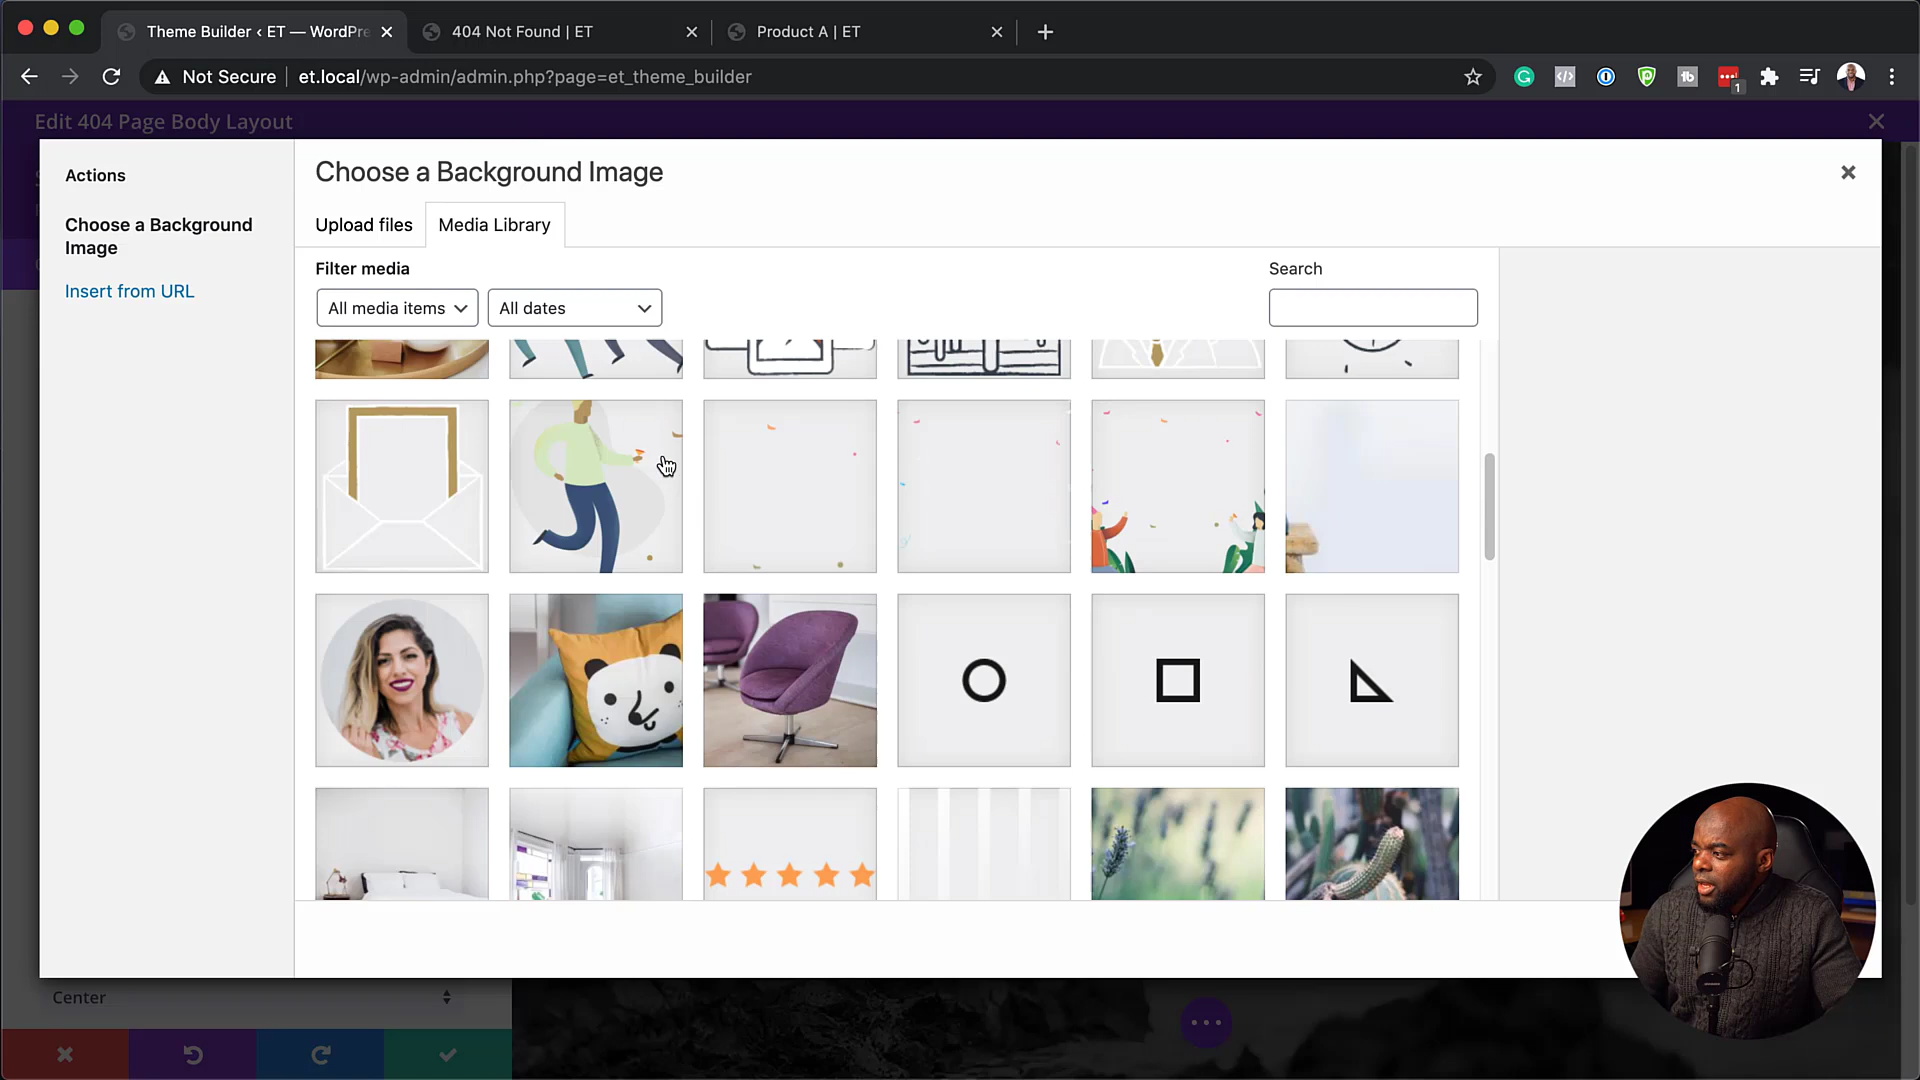 Theme Builder ‹ ET — WordPre
404 Not Found | ET
Product A | ET
Not Secure
et.local/wp-admin/admin.php?page=et_theme_builder
1
Edit 404 Page Body Layout
Actions
Choose a Background Image
Choose a Background
Image
Upload files
Media Library
Insert from URL
Filter media
Search
All media items
All dates
Center